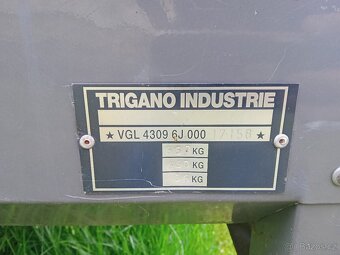 TRIGANO INDUSTRIE
★ VGL 4309 6J 000 17158 ★
KG
KG
KG